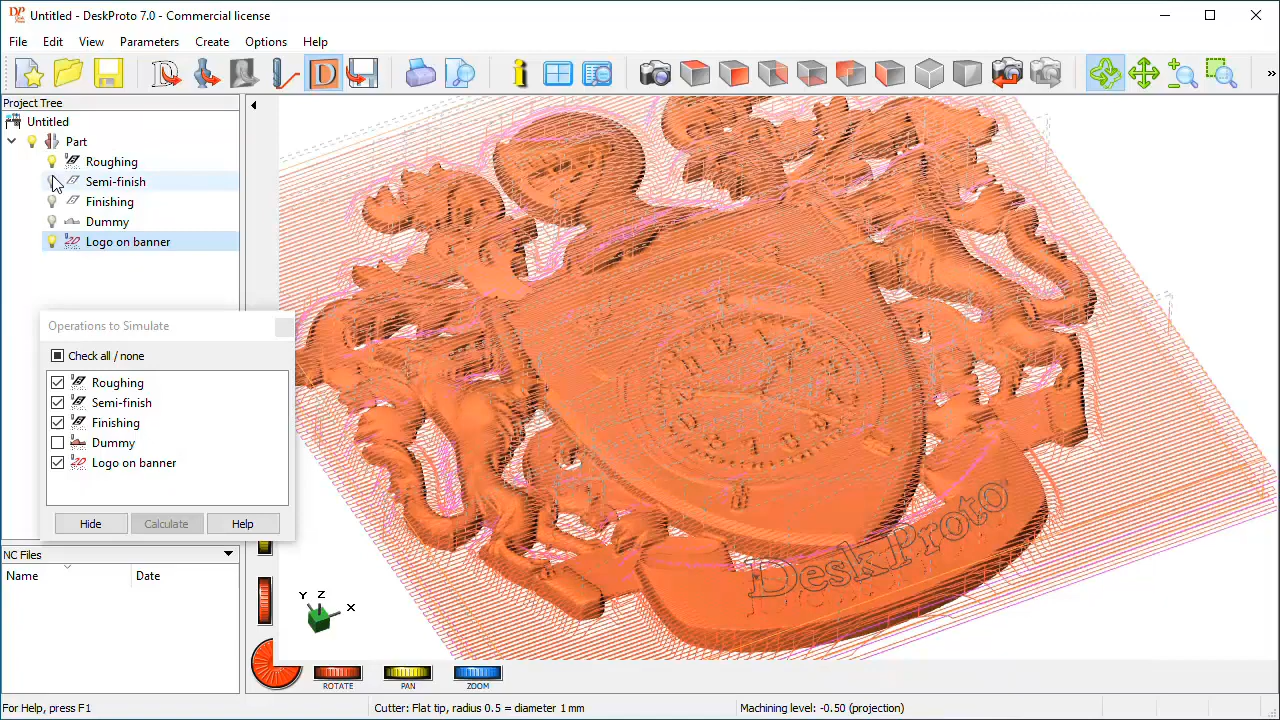 Untitled - DeskProto 7.0 - Commercial license
File Edit View Parameters Create Options Help
Project Tree
Untitled
Part
Roughing
Semi-finish
Finishing
Dummy
Logo on banner
Operations to Simulate
Check all / none
Roughing
Semi-finish
Finishing
Dummy
Logo on banner
Hide Calculate Help
NC Files
Name Date
DeskProto
Y Z X
ROTATE PAN ZOOM
For Help, press F1 Cutter: Flat tip, radius 0.5 = diameter 1 mm Machining level: -0.50 (projection)